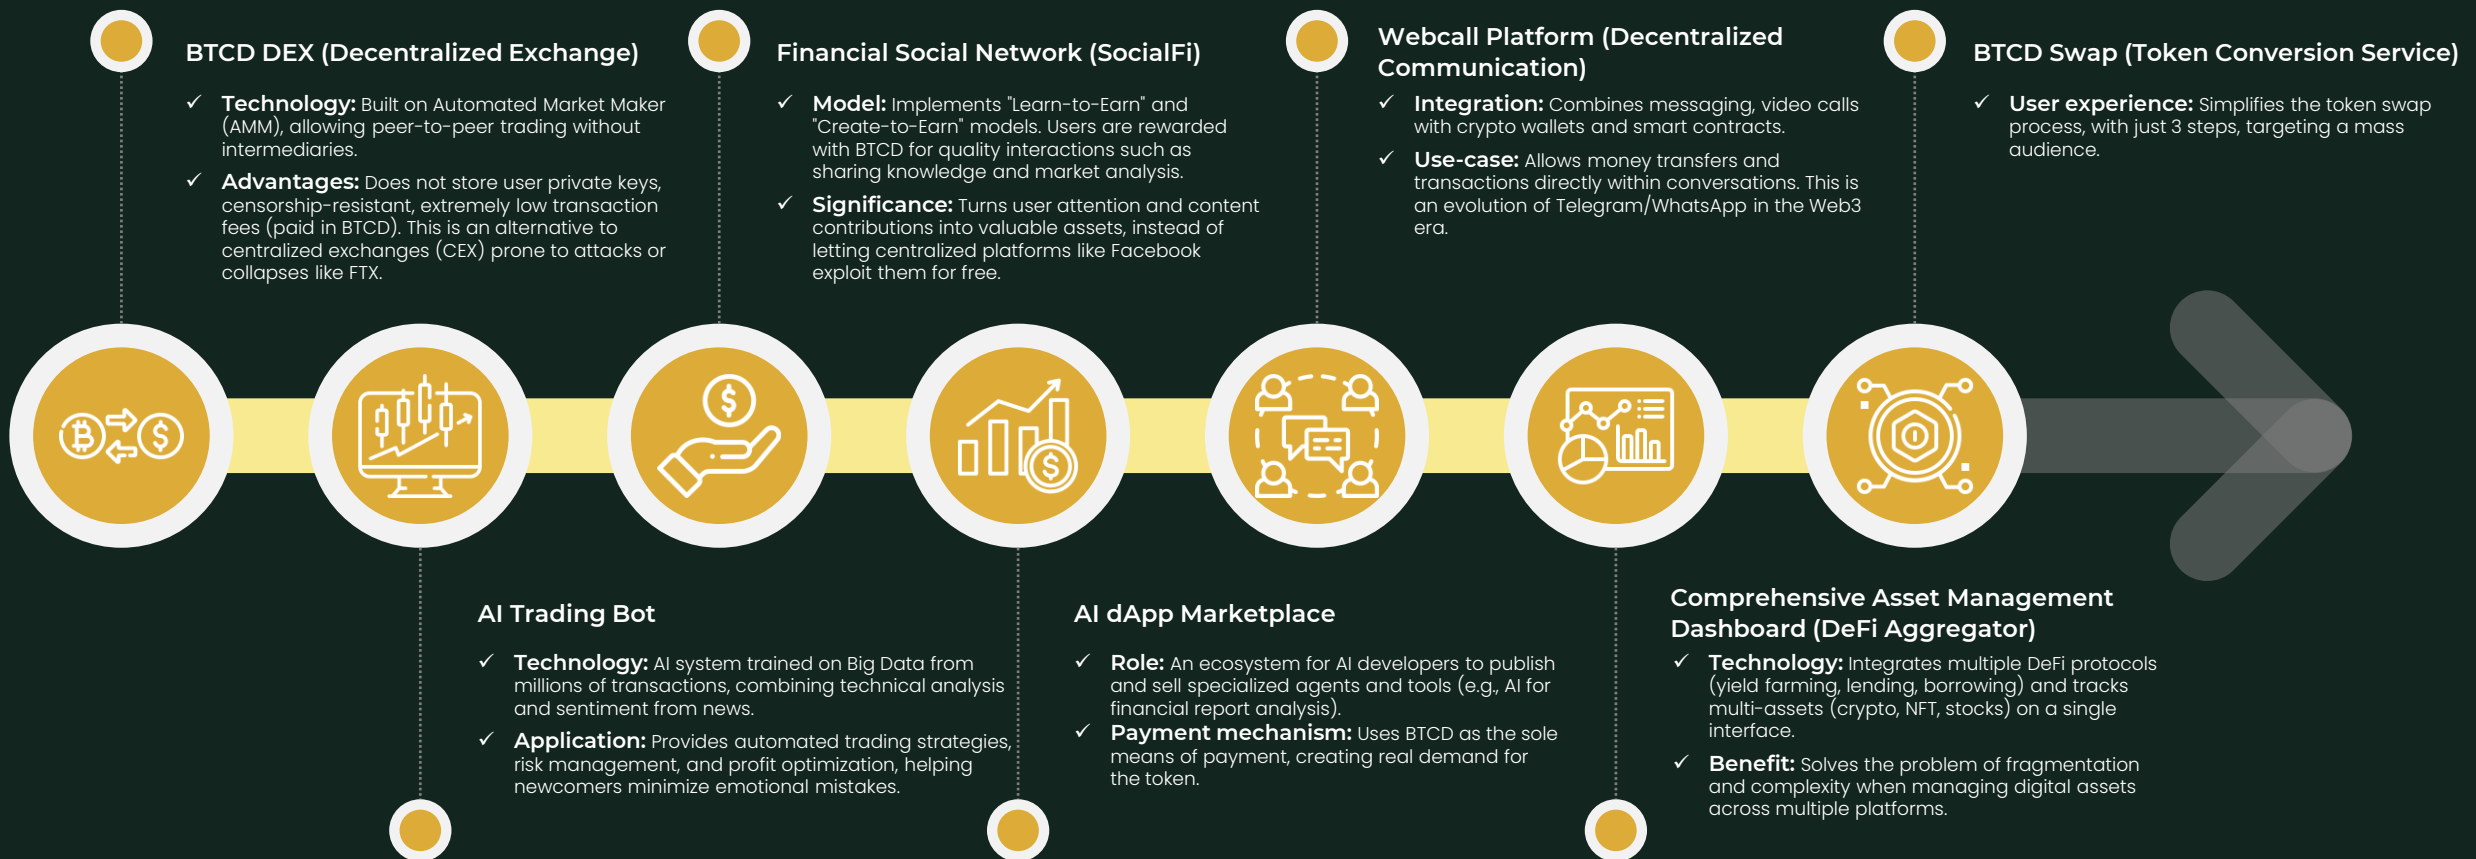 BTCD DEX (Decentralized Exchange)
✓ Technology: Built on Automated Market Maker
(AMM), allowing peer-to-peer trading without
intermediaries.
✓ Advantages: Does not store user private keys,
censorship-resistant, extremely low transaction
fees (paid in BTCD). This is an alternative to
centralized exchanges (CEX) prone to attacks or
collapses like FTX.
Financial Social Network (SocialFi)
✓ Model: Implements "Learn-to-Earn" and
"Create-to-Earn" models. Users are rewarded
with BTCD for quality interactions such as
sharing knowledge and market analysis.
✓ Significance: Turns user attention and content
contributions into valuable assets, instead of
letting centralized platforms like Facebook
exploit them for free.
Webcall Platform (Decentralized
Communication)
✓ Integration: Combines messaging, video calls
with crypto wallets and smart contracts.
✓ Use-case: Allows money transfers and
transactions directly within conversations. This is
an evolution of Telegram/WhatsApp in the Web3
era.
BTCD Swap (Token Conversion Service)
✓ User experience: Simplifies the token swap
process, with just 3 steps, targeting a mass
audience.
AI Trading Bot
✓ Technology: AI system trained on Big Data from
millions of transactions, combining technical analysis
and sentiment from news.
✓ Application: Provides automated trading strategies,
risk management, and profit optimization, helping
newcomers minimize emotional mistakes.
AI dApp Marketplace
✓ Role: An ecosystem for AI developers to publish
and sell specialized agents and tools (e.g., AI for
financial report analysis).
✓ Payment mechanism: Uses BTCD as the sole
means of payment, creating real demand for
the token.
Comprehensive Asset Management
Dashboard (DeFi Aggregator)
✓ Technology: Integrates multiple DeFi protocols
(yield farming, lending, borrowing) and tracks
multi-assets (crypto, NFT, stocks) on a single
interface.
✓ Benefit: Solves the problem of fragmentation
and complexity when managing digital assets
across multiple platforms.